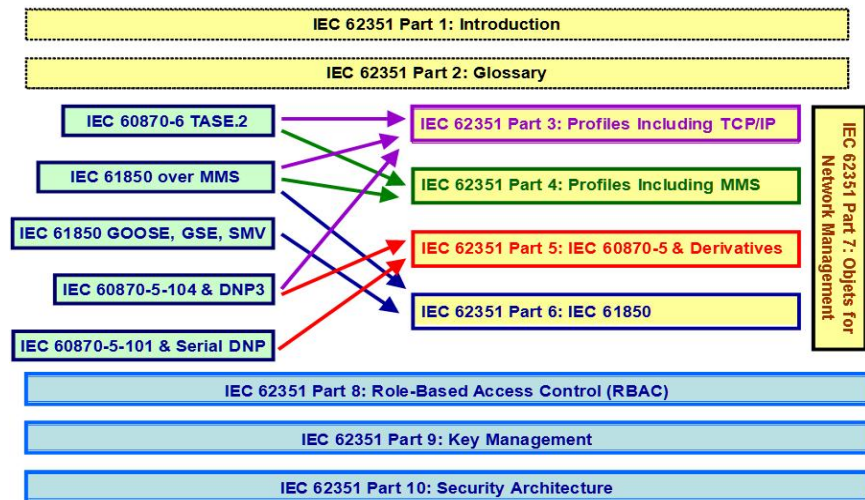 IEC 62351 Part 1: Introduction
IEC 62351 Part 2: Glossary
IEC 60870-6 TASE.2
IEC 62351 Part 3: Profiles Including TCP/IP
IEC 61850 over MMS
IEC 62351 Part 4: Profiles Including MMS
IEC 61850 GOOSE, GSE, SMV
IEC 62351 Part 5: IEC 60870-5 & Derivatives
IEC 60870-5-104 & DNP3
IEC 62351 Part 6: IEC 61850
IEC 60870-5-101 & Serial DNP
IEC 62351 Part 7: Objets for
Network Management
IEC 62351 Part 8: Role-Based Access Control (RBAC)
IEC 62351 Part 9: Key Management
IEC 62351 Part 10: Security Architecture